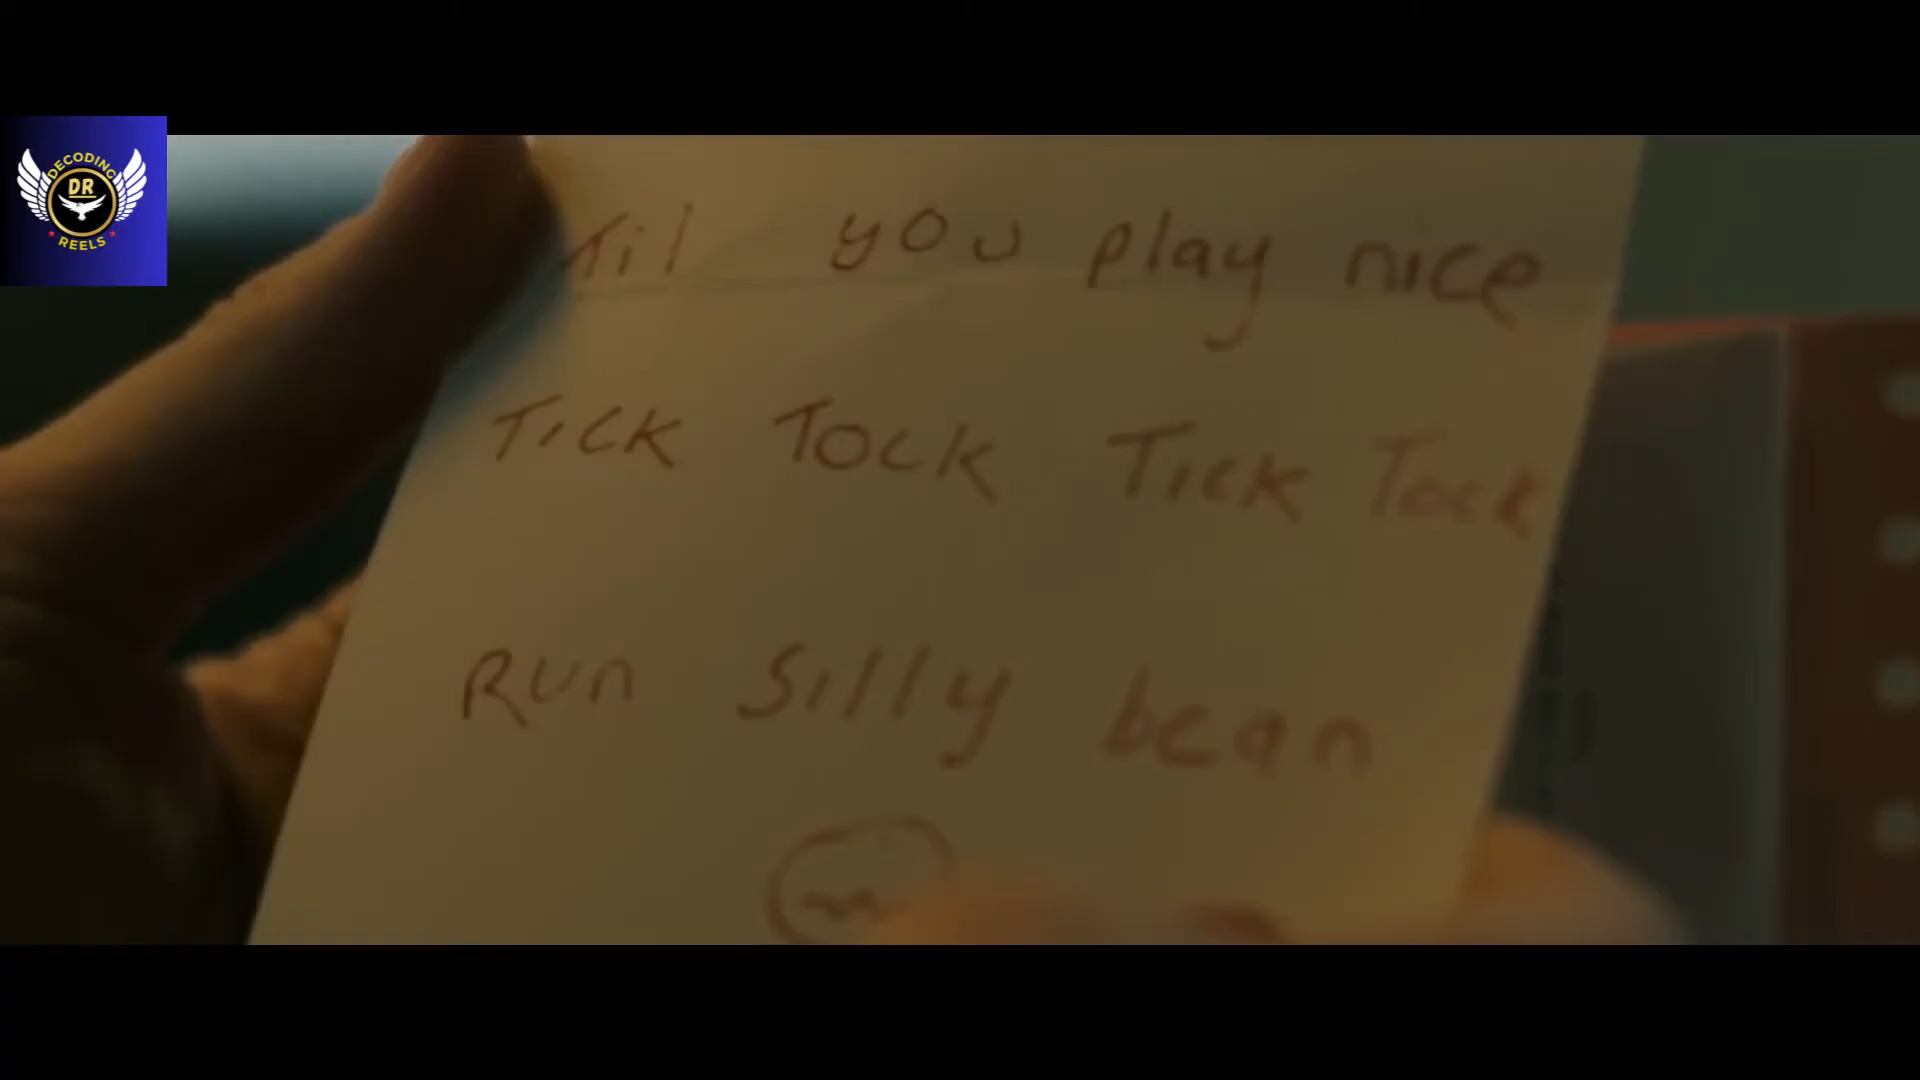 DECODING
DR
REELS
Til you play nice
Tick Tock Tick Tock
Run silly bean